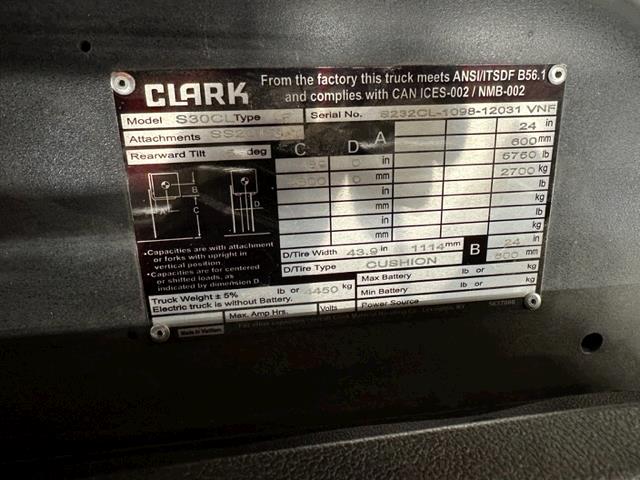 CLARK
From the factory this truck meets ANSI/ITSDF B56.1
and complies with CAN ICES-002 / NMB-002
Model S30CL Type
Serial No. S232CL-1098-12031 VNF
Attachments
Rearward Tilt deg
C D A
24 in
600 mm
0 in 5750 lb
0 mm 2700 kg
lb
kg
lb
kg
B 24 in
600 mm
I
B
C
D
•Capacities are with attachment
or forks with upright in
vertical position.
•Capacities are for centered
or shifted loads, as
indicated by dimension D
D/Tire Width 43.9 in 1114 mm
D/Tire Type CUSHION
Truck Weight ± 5% lb or 4450 kg
Electric truck is without Battery.
Max Battery lb or kg
Min Battery lb or kg
Max. Amp Hrs. Volts Power Source
Made in Vietnam